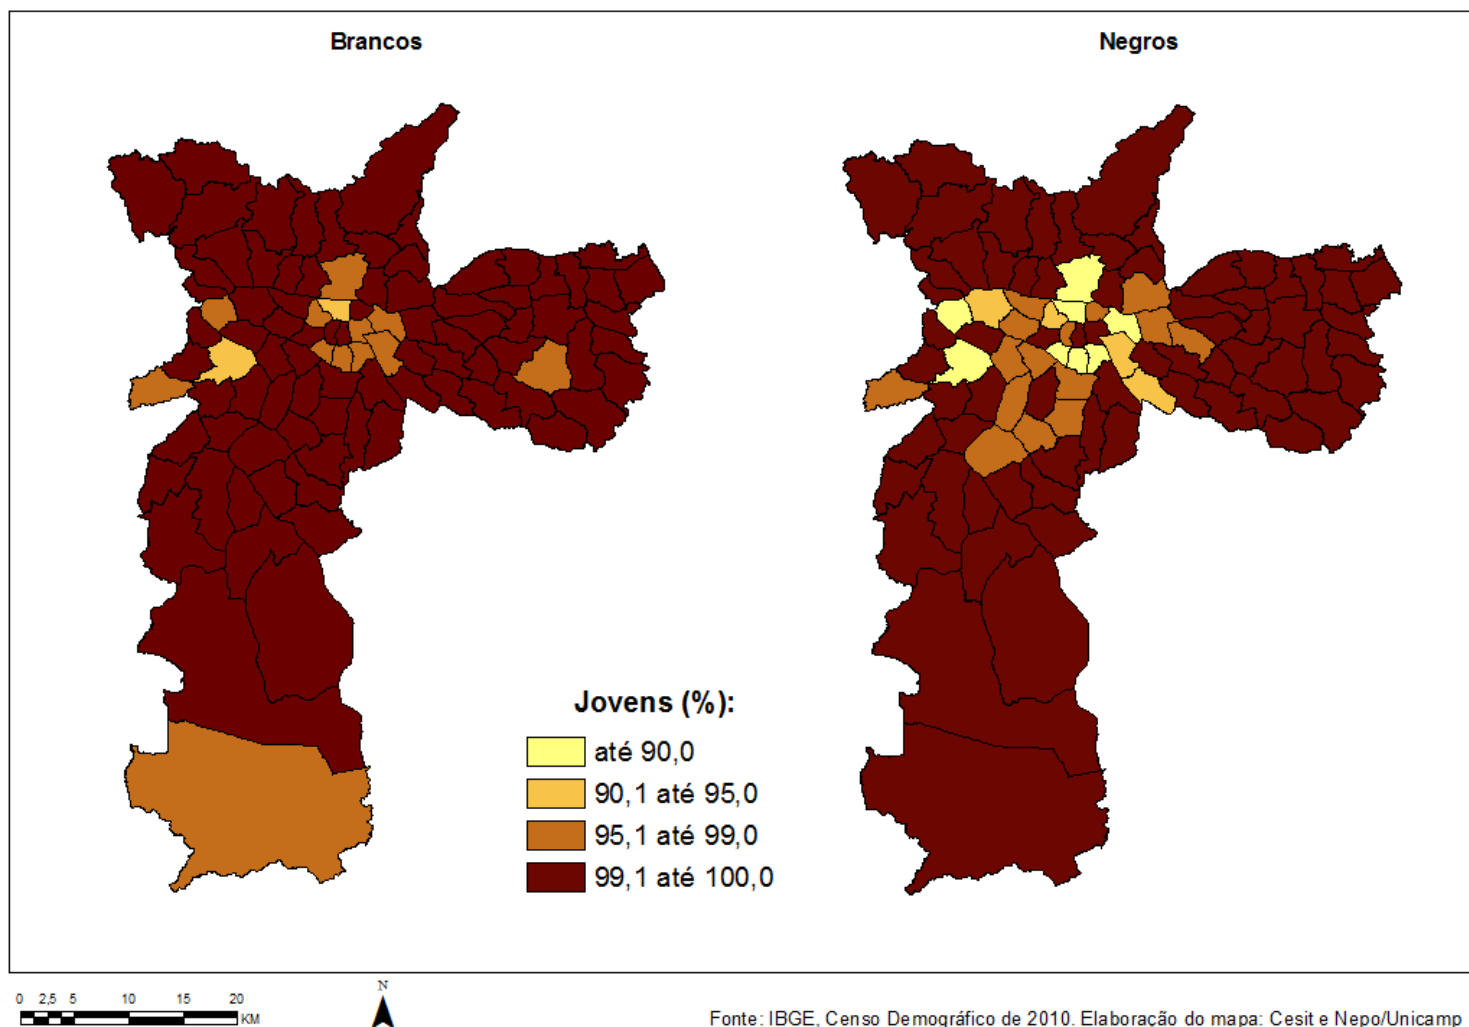 Brancos
Negros
Jovens (%):
até 90,0
90,1 até 95,0
95,1 até 99,0
99,1 até 100,0
0 2,5 5 10 15 20
KM
N
Fonte: IBGE, Censo Demográfico de 2010. Elaboração do mapa: Cesit e Nepo/Unicamp